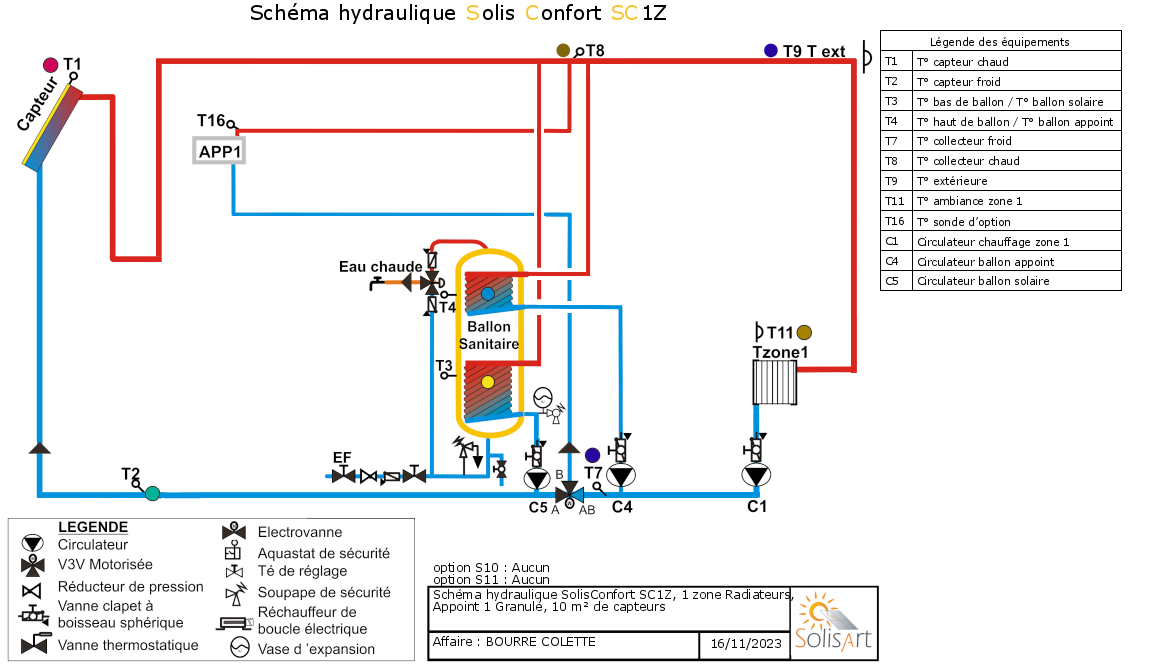 Schéma hydraulique Solis Confort SC1Z
T1
Capteur
T8
T9 T ext
T16
APP1
Eau chaude
T4
Ballon
Sanitaire
T3
T11
Tzone1
EF
T2
B
T7
C5
A
AB
C4
C1
Légende des équipements
T1 T° capteur chaud
T2 T° capteur froid
T3 T° bas de ballon / T° ballon solaire
T4 T° haut de ballon / T° ballon appoint
T7 T° collecteur froid
T8 T° collecteur chaud
T9 T° extérieure
T11 T° ambiance zone 1
T16 T° sonde d'option
C1 Circulateur chauffage zone 1
C4 Circulateur ballon appoint
C5 Circulateur ballon solaire
LEGENDE
Circulateur
V3V Motorisée
Réducteur de pression
Vanne clapet à
boisseau sphérique
Vanne thermostatique
Electrovanne
Aquastat de sécurité
Té de réglage
Soupape de sécurité
Réchauffeur de
boucle électrique
Vase d 'expansion
option S10 : Aucun
option S11 : Aucun
Schéma hydraulique SolisConfort SC1Z, 1 zone Radiateurs,
Appoint 1 Granulé, 10 m² de capteurs
Affaire : BOURRE COLETTE
16/11/2023
SolisArt